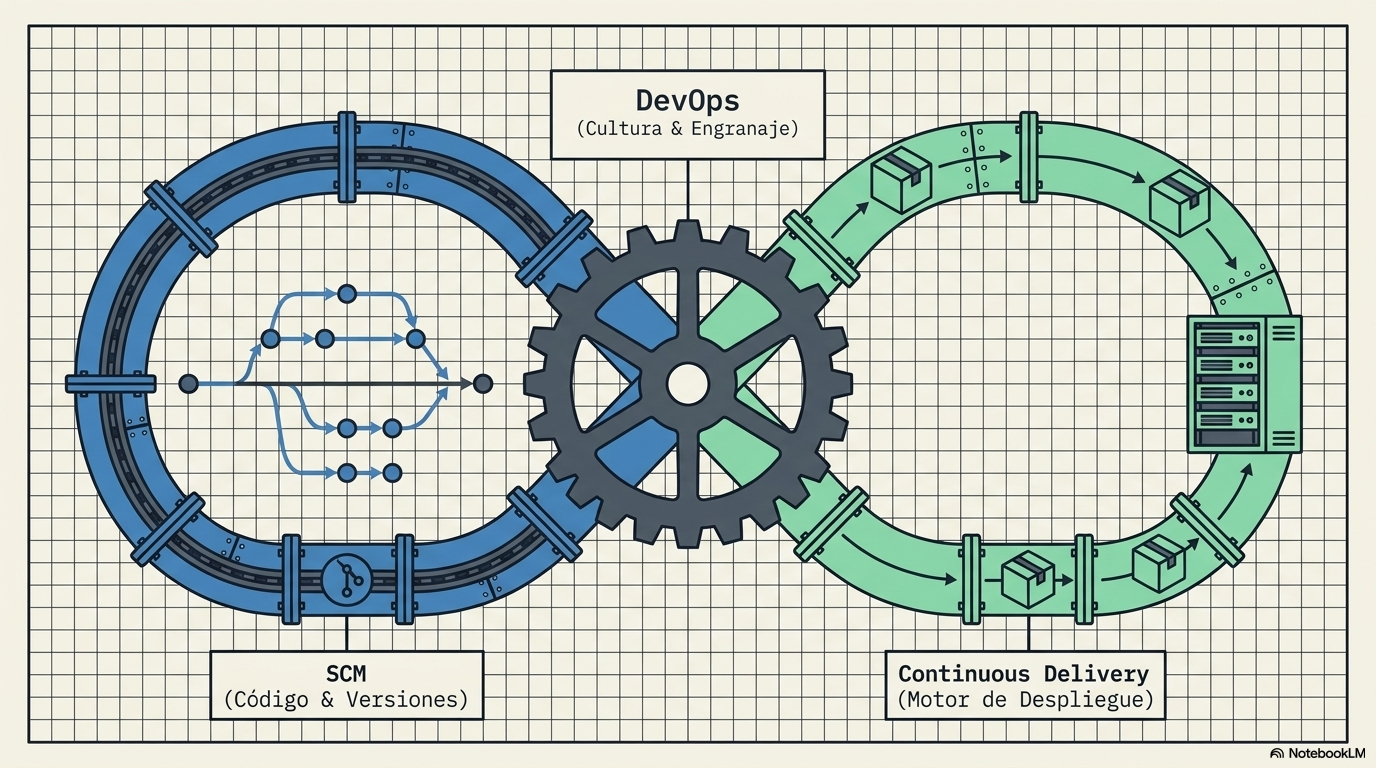 DevOps
(Cultura & Engranaje)
SCM
(Código & Versiones)
Continuous Delivery
(Motor de Despliegue)
NotebookLM